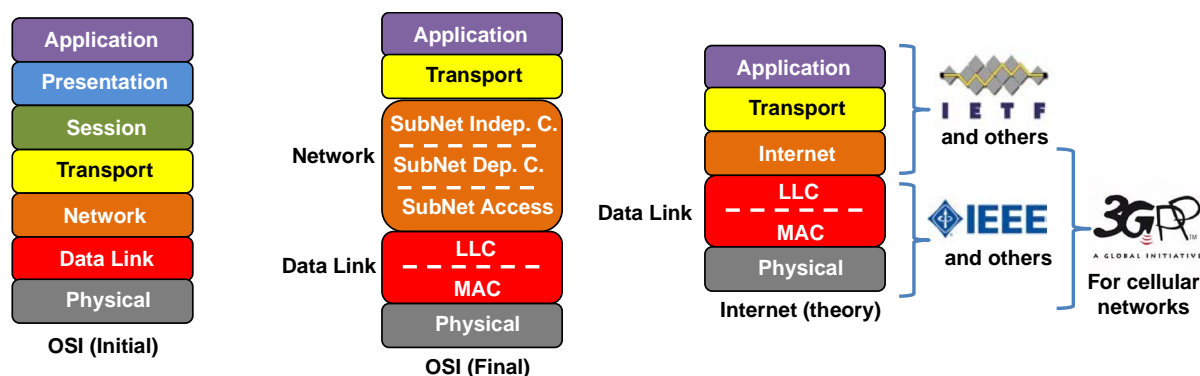 Application
Presentation
Session
Transport
Network
Data Link
Physical
OSI (Initial)
Application
Transport
Network
SubNet Indep. C.
SubNet Dep. C.
SubNet Access
Data Link
LLC
MAC
Physical
OSI (Final)
Application
Transport
Internet
Data Link
LLC
MAC
Physical
Internet (theory)
IETF
and others
IEEE
and others
3GPP
TM
A GLOBAL INITIATIVE
For cellular
networks